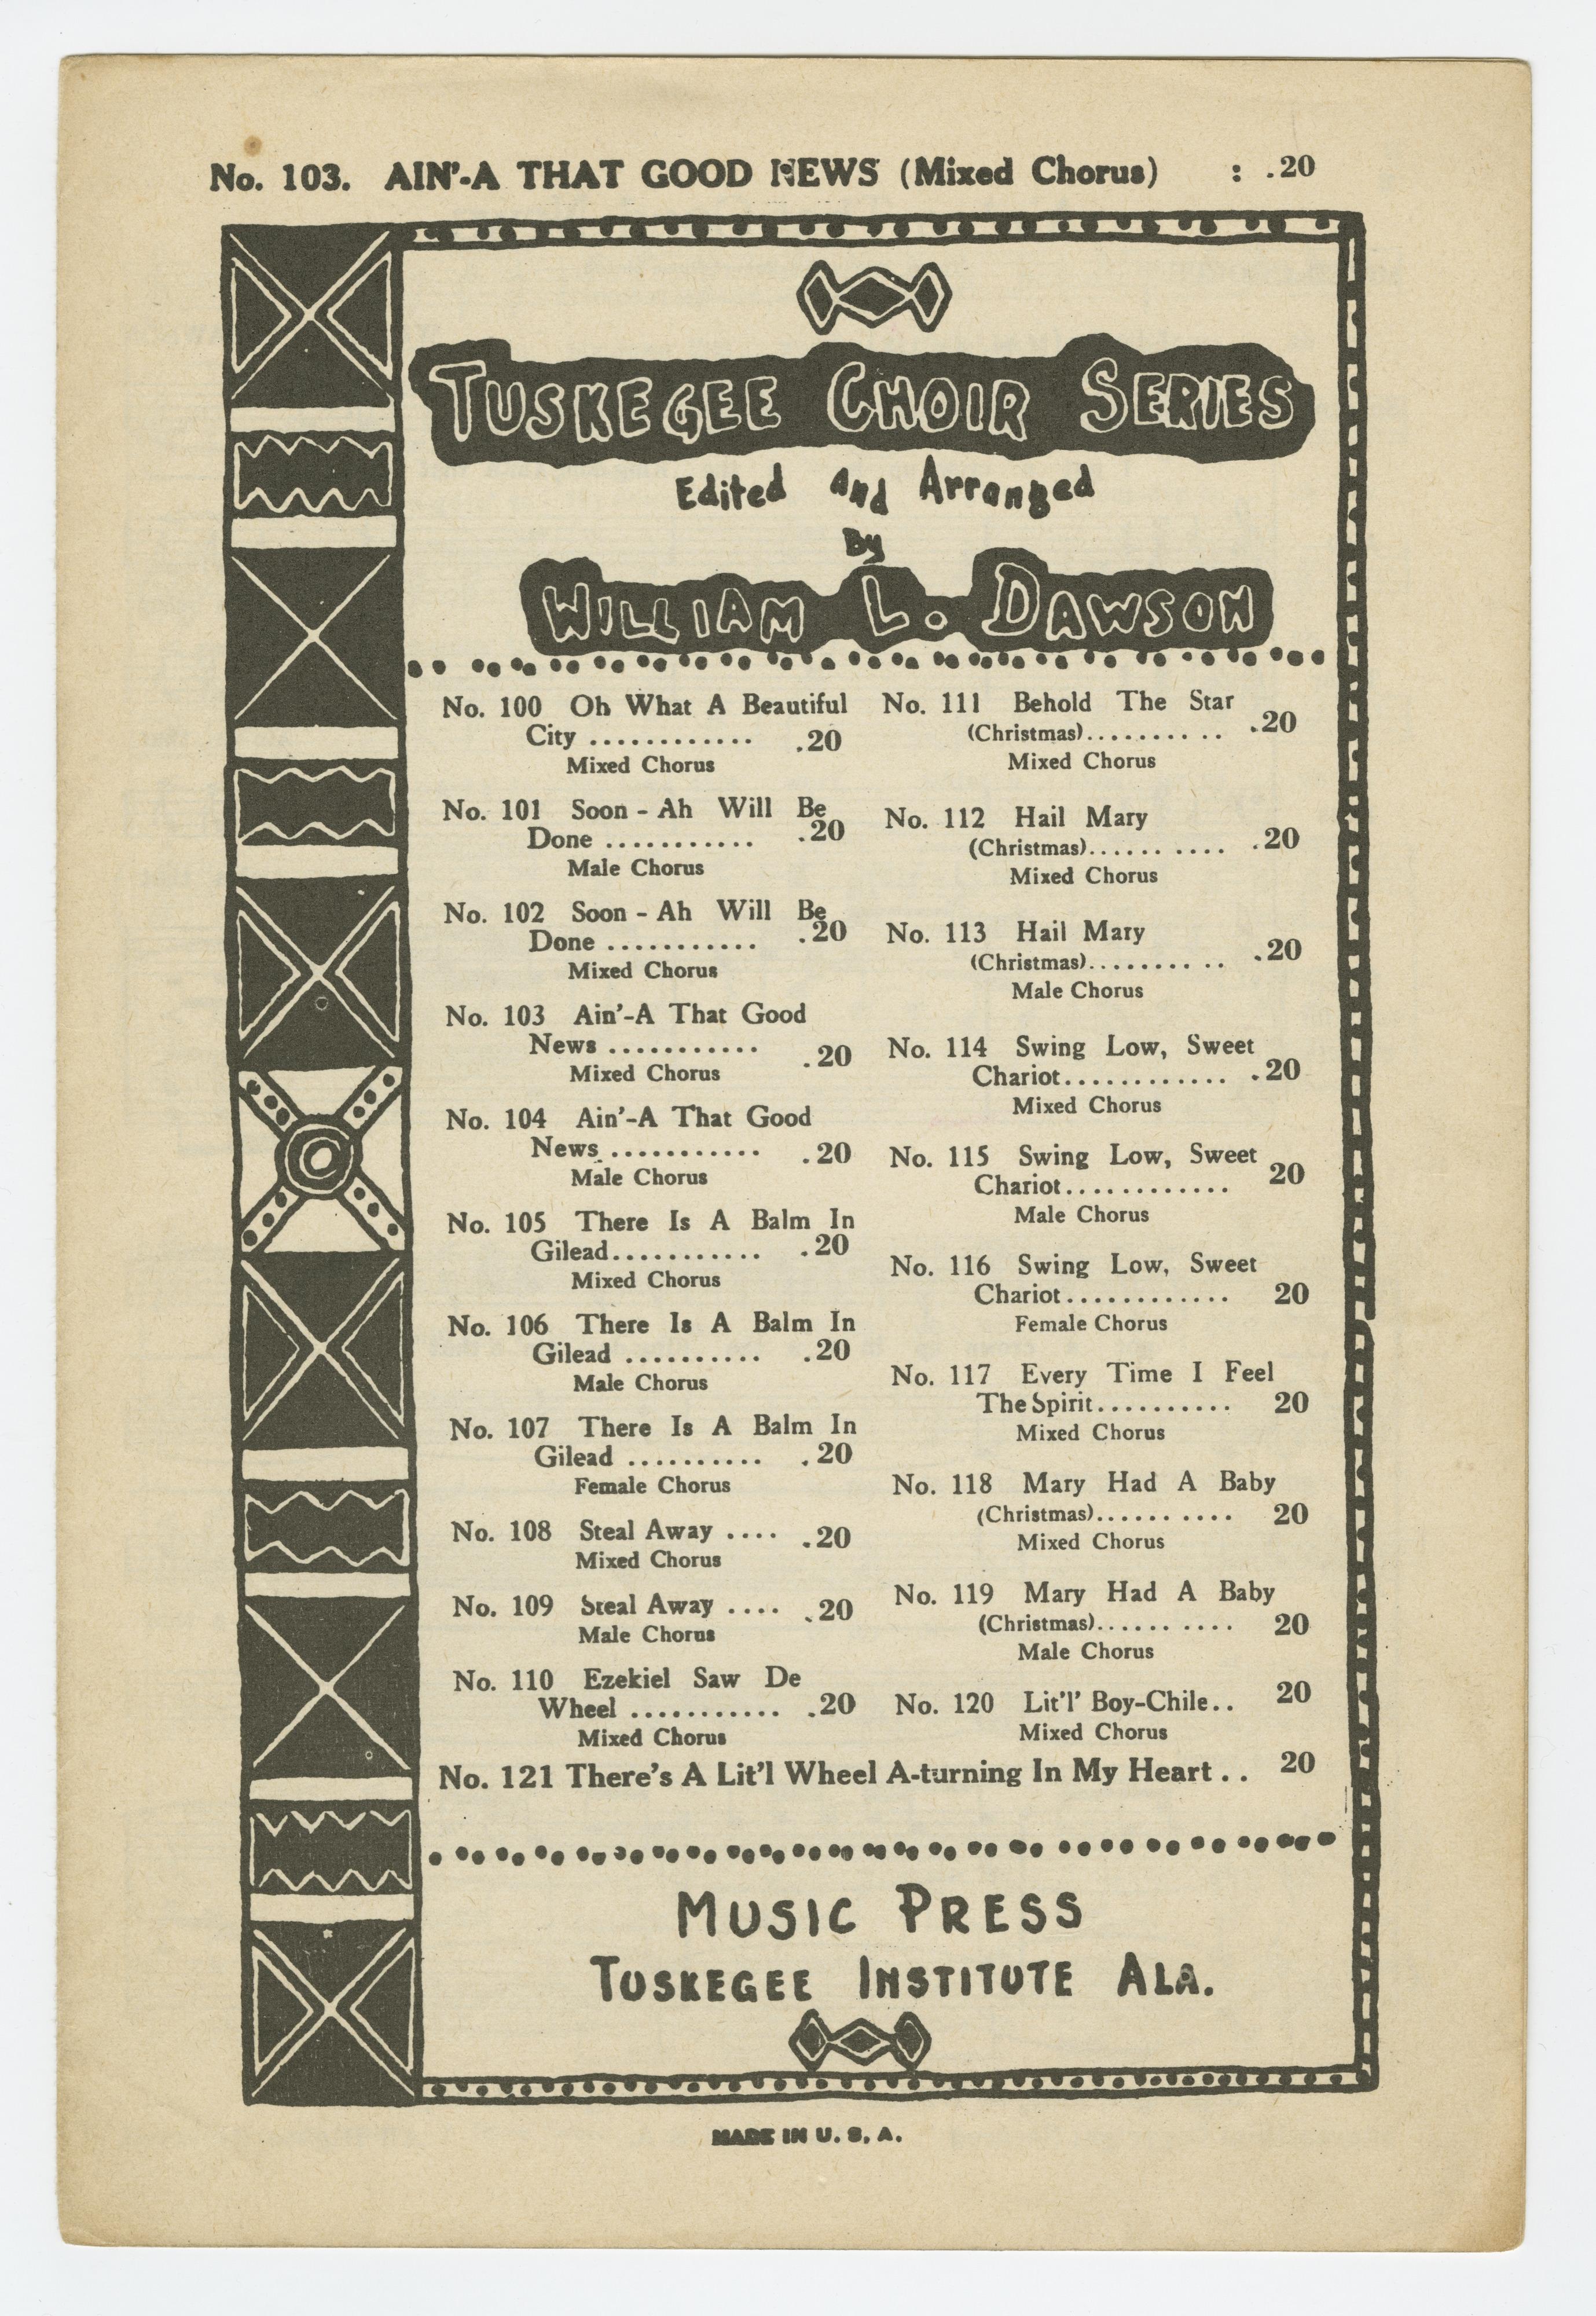 No. 103. AIN'-A THAT GOOD NEWS (Mixed Chorus) : .20
TUSKEGEE CHOIR SERIES
Edited and Arranged
By
WILLIAM L. DAWSON
No. 100 Oh What A Beautiful
City ............ .20
Mixed Chorus
No. 101 Soon - Ah Will Be
Done ........... .20
Male Chorus
No. 102 Soon - Ah Will Be
Done ........... .20
Mixed Chorus
No. 103 Ain'-A That Good
News ........... .20
Mixed Chorus
No. 104 Ain'-A That Good
News ........... .20
Male Chorus
No. 105 There Is A Balm In
Gilead........... .20
Mixed Chorus
No. 106 There Is A Balm In
Gilead .......... .20
Male Chorus
No. 107 There Is A Balm In
Gilead .......... .20
Female Chorus
No. 108 Steal Away .... .20
Mixed Chorus
No. 109 Steal Away .... .20
Male Chorus
No. 110 Ezekiel Saw De
Wheel ........... .20
Mixed Chorus
No. 111 Behold The Star
(Christmas).......... .20
Mixed Chorus
No. 112 Hail Mary
(Christmas)...... .... .20
Mixed Chorus
No. 113 Hail Mary
(Christmas)........ .. .20
Male Chorus
No. 114 Swing Low, Sweet
Chariot............ .20
Mixed Chorus
No. 115 Swing Low, Sweet
Chariot............ 20
Male Chorus
No. 116 Swing Low, Sweet
Chariot............ 20
Female Chorus
No. 117 Every Time I Feel
The Spirit.......... 20
Mixed Chorus
No. 118 Mary Had A Baby
(Christmas)...... .... 20
Mixed Chorus
No. 119 Mary Had A Baby
(Christmas)...... .... 20
Male Chorus
No. 120 Lit'l' Boy-Chile.. 20
Mixed Chorus
No. 121 There's A Lit'l Wheel A-turning In My Heart .. 20
MUSIC PRESS
TUSKEGEE INSTITUTE ALA.
MADE IN U. S. A.